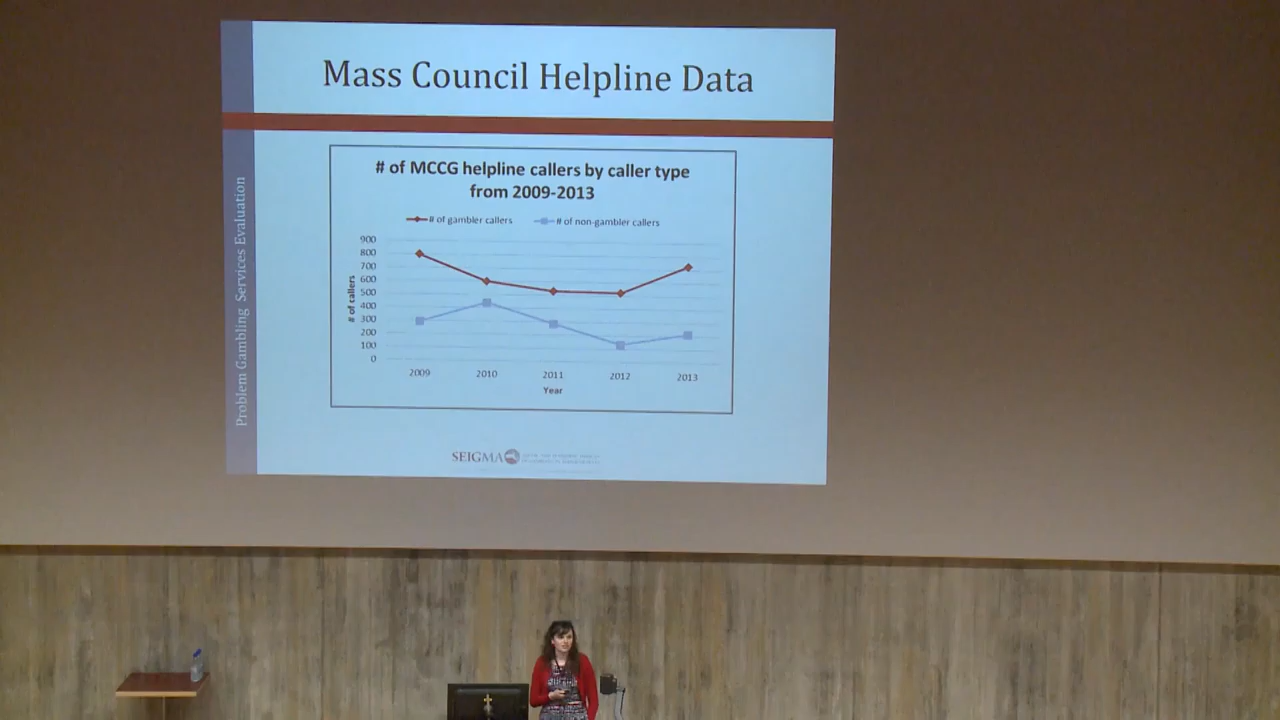 Mass Council Helpline Data
Problem Gambling Services Evaluation
# of MCCG helpline callers by caller type
from 2009-2013
# of gambler callers # of non-gambler callers
# of callers
900
800
700
600
500
400
300
200
100
0
2009 2010 2011 2012 2013
Year
SEIGMA